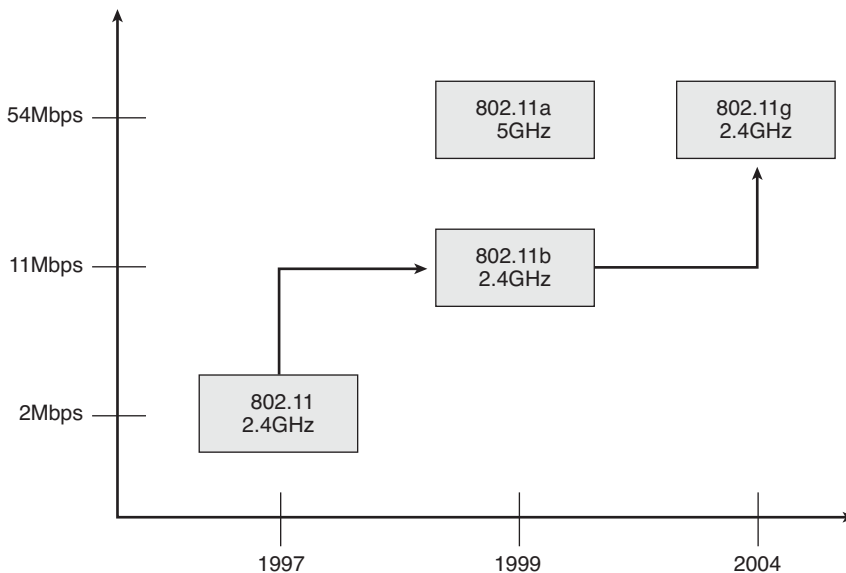 54Mbps
802.11a
5GHz
802.11g
2.4GHz
11Mbps
802.11b
2.4GHz
2Mbps
802.11
2.4GHz
1997
1999
2004